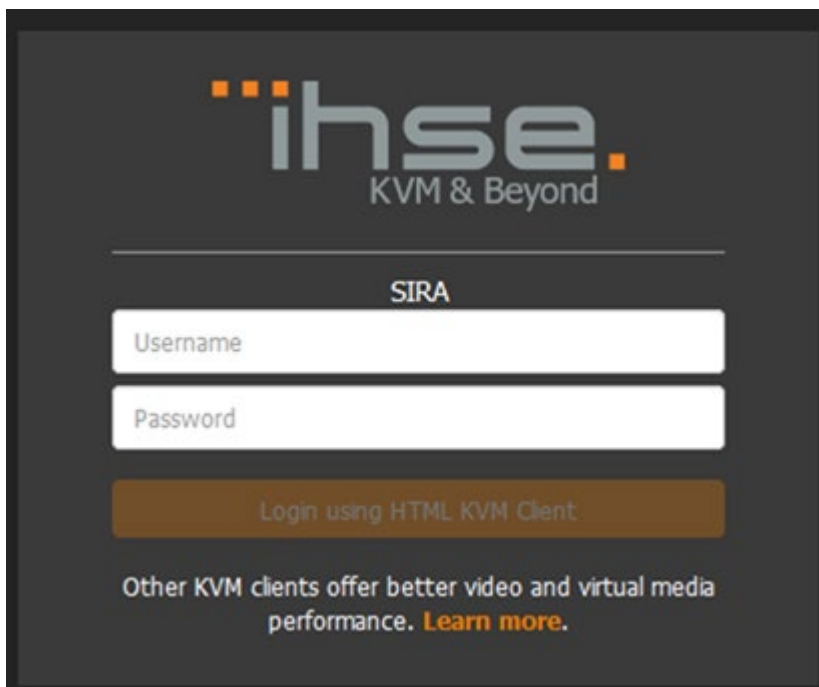 ihse.
KVM & Beyond
SIRA
Username
Password
Login using HTML KVM Client
Other KVM clients offer better video and virtual media
performance. Learn more.